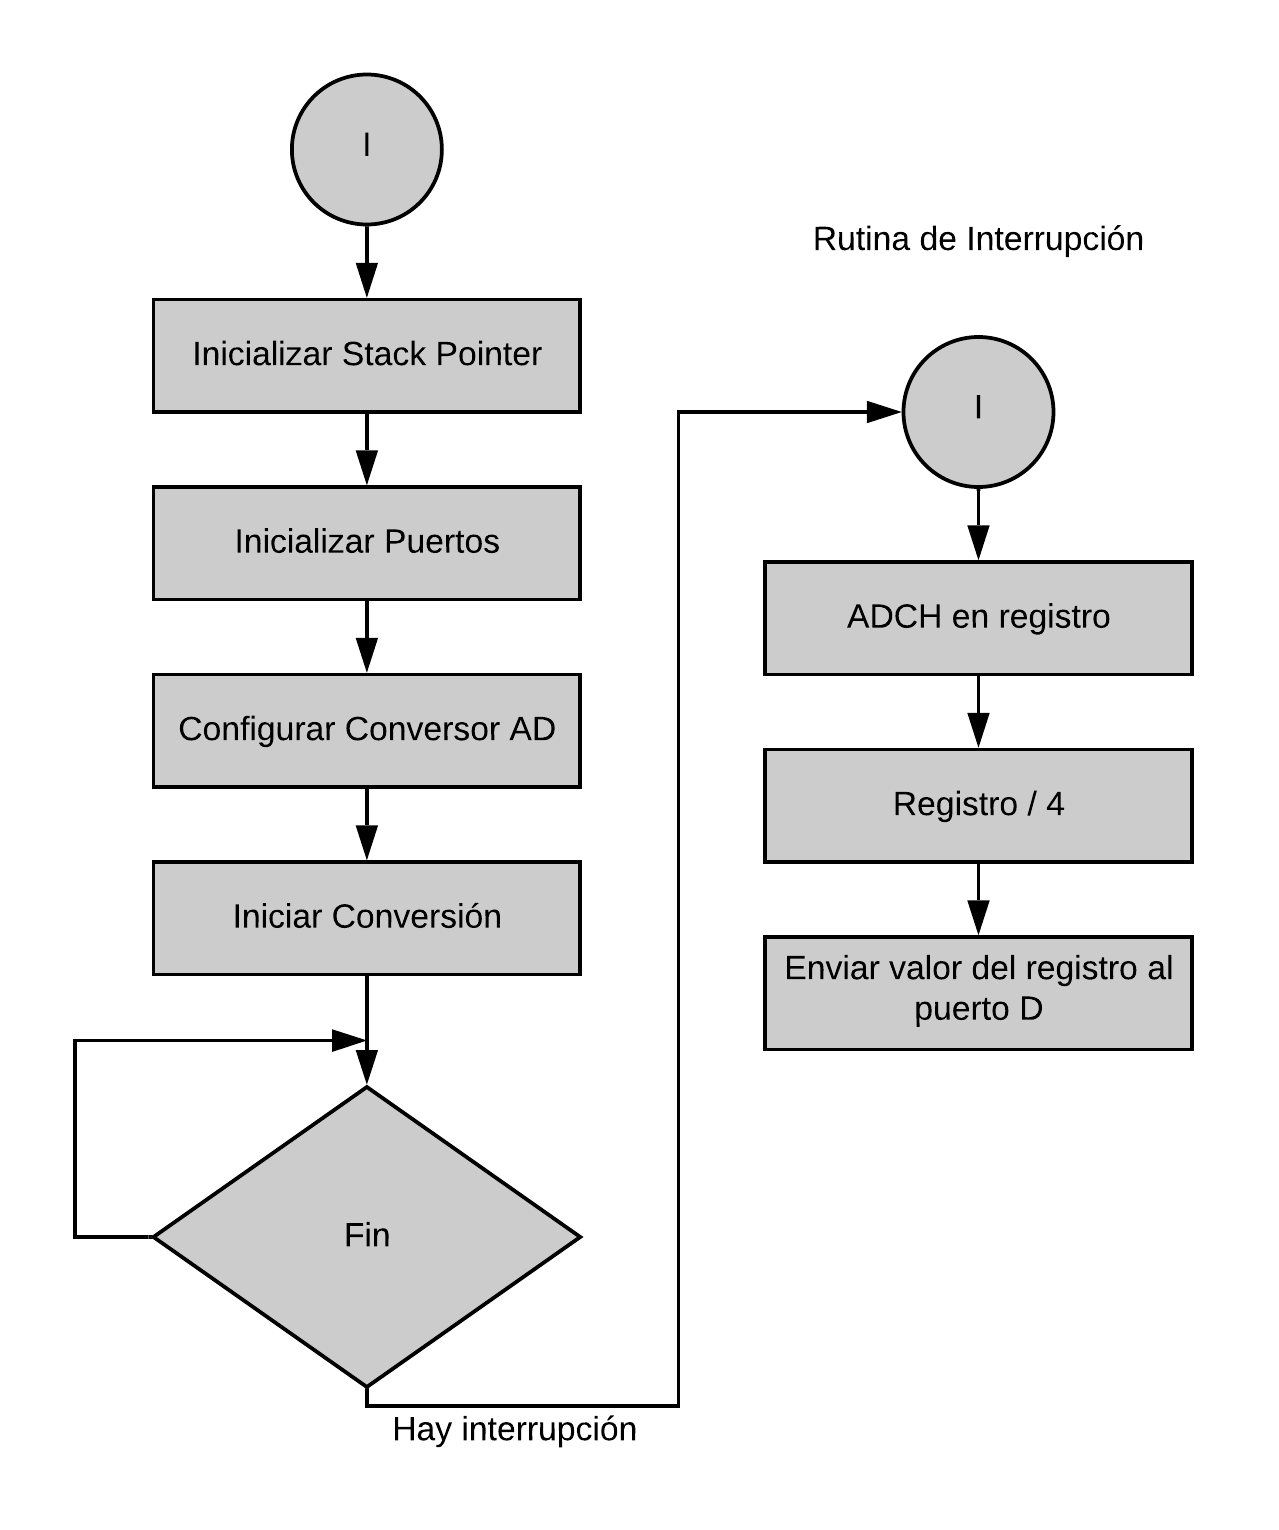 I
Inicializar Stack Pointer
Inicializar Puertos
Configurar Conversor AD
Iniciar Conversión
Fin
Hay interrupción
Rutina de Interrupción
I
ADCH en registro
Registro / 4
Enviar valor del registro al
puerto D